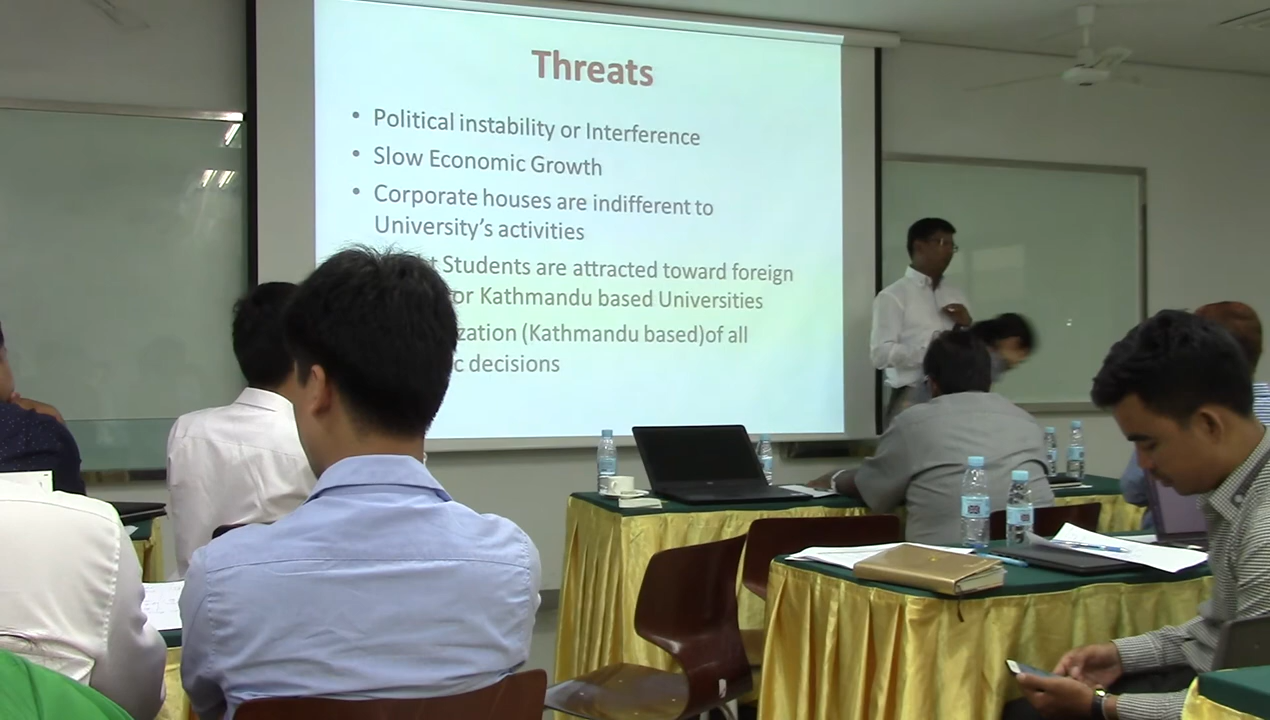 Threats
• Political instability or Interference
• Slow Economic Growth
• Corporate houses are indifferent to
University's activities
Students are attracted toward foreign
or Kathmandu based Universities
(Kathmandu based)of all
decisions